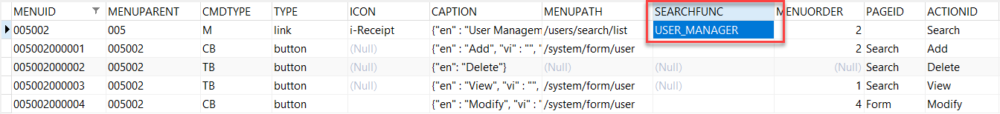 MENUID MENUPARENT CMDTYPE TYPE ICON CAPTION MENUPATH SEARCHFUNC MENUORDER PAGEID ACTIONID
005002 005 M link i-Receipt {"en" : "User Managem /users/search/list USER_MANAGER 2 Search
005002000001 005002 CB button (Null) {"en" : "Add", "vi" : "", " /system/form/user 2 Search Add
005002000002 005002 TB button (Null) {"en": "Delete"} (Null) (Null) (Null) Search Delete
005002000003 005002 TB button (Null) {"en" : "View", "vi" : "", /system/form/user (Null) 1 Search View
005002000004 005002 CB button {"en" : "Modify", "vi" : /system/form/user 4 Form Modify